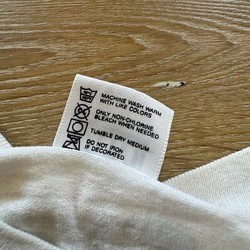 MACHINE WASH WARM
WITH LIKE COLORS
ONLY NON-CHLORINE
BLEACH WHEN NEEDED
TUMBLE DRY MEDIUM
DO NOT IRON
IF DECORATED